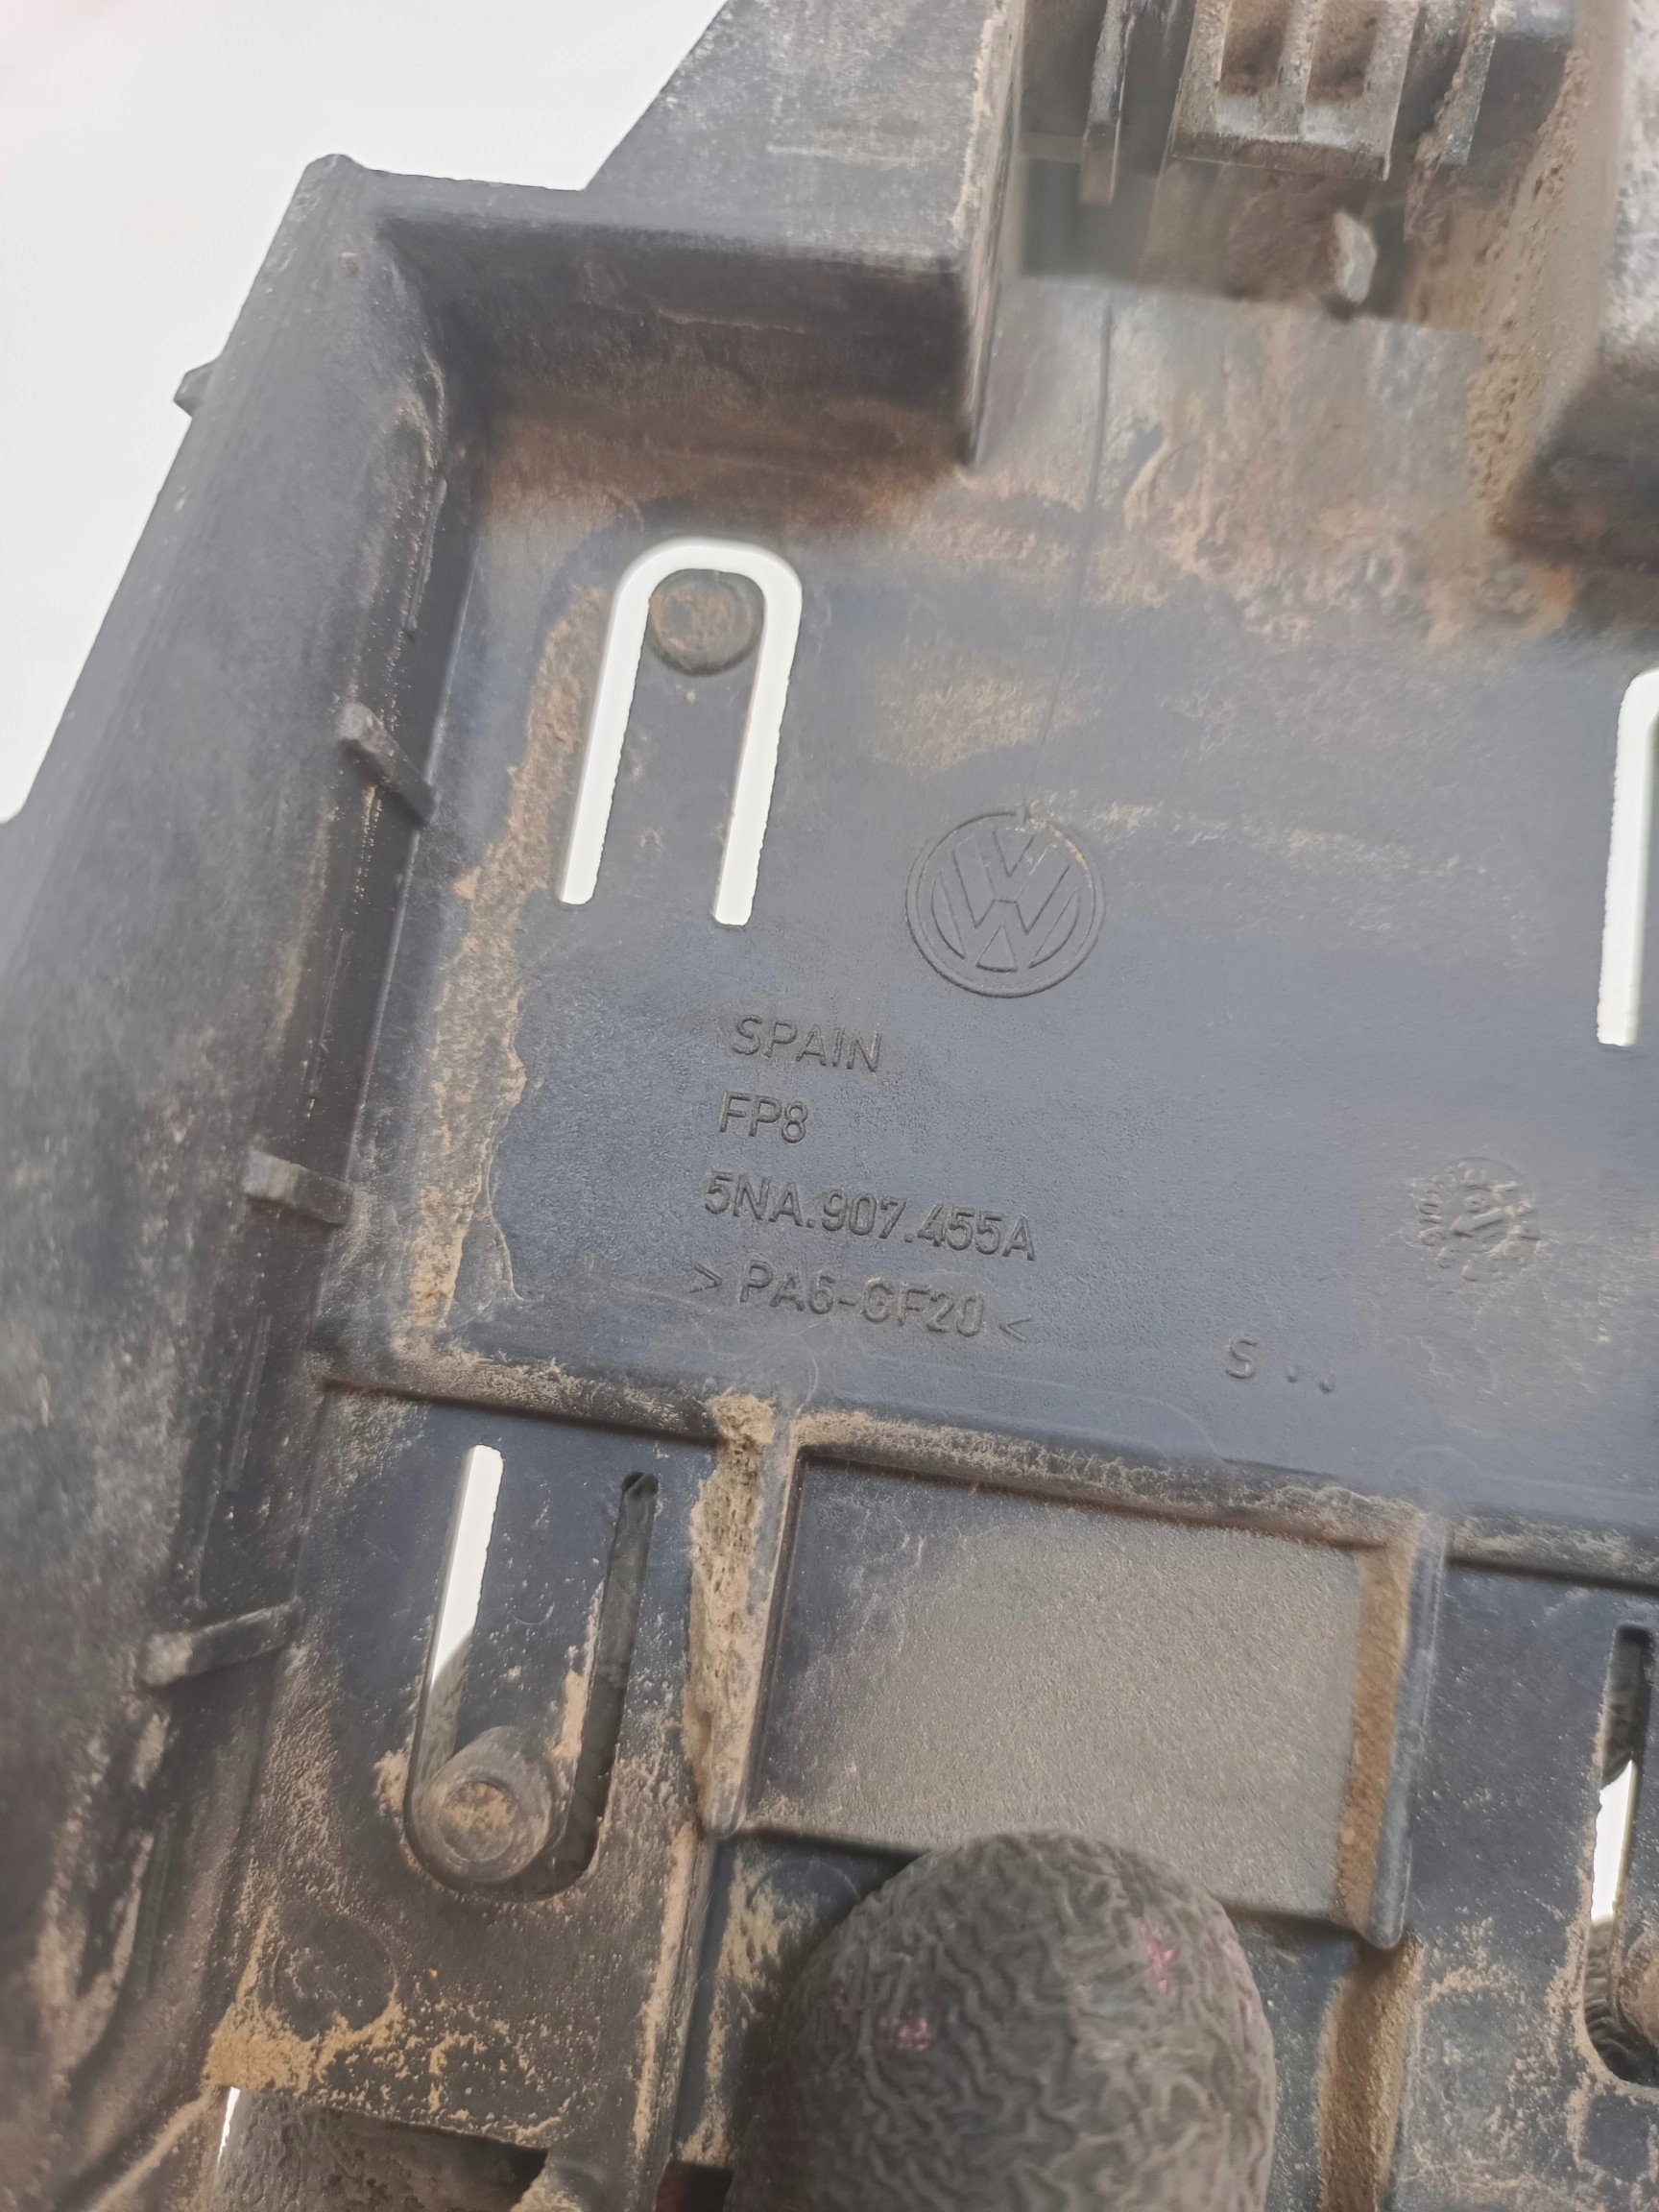 SPAIN
FP8
5NA.907.455A
> PA6-GF20 <
S..